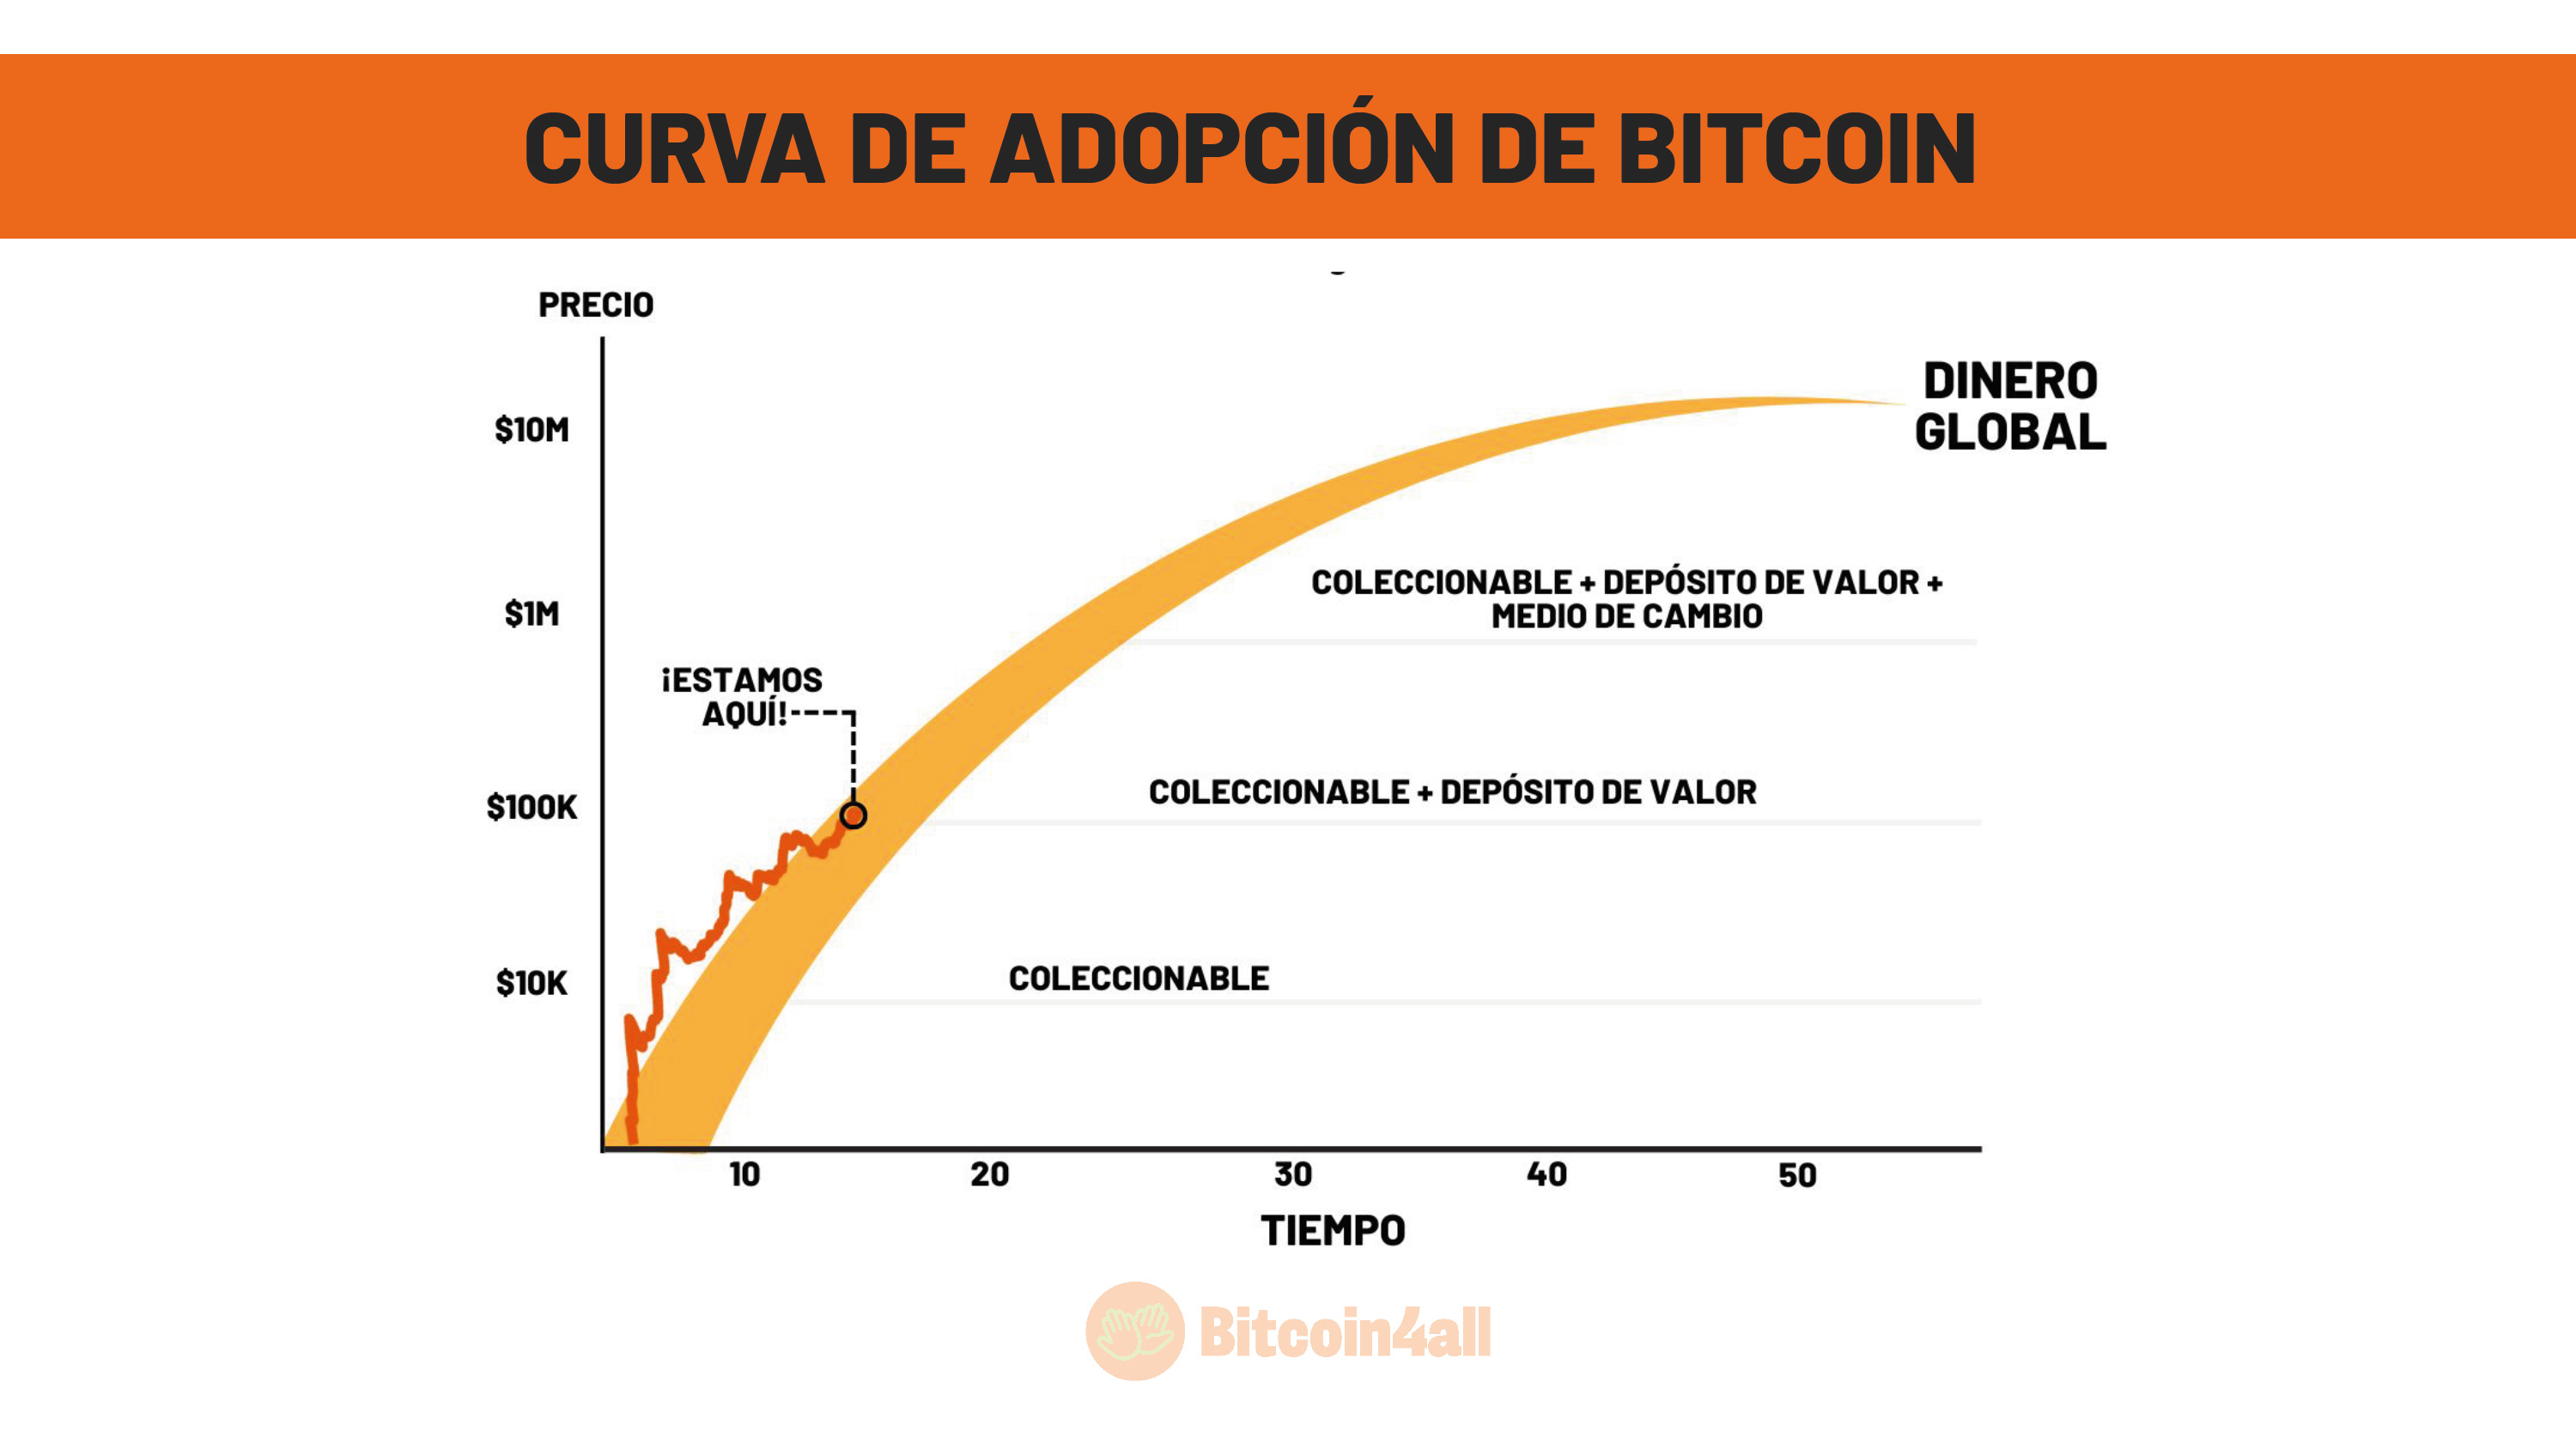 CURVA DE ADOPCIÓN DE BITCOIN
PRECIO
DINERO
GLOBAL
$10M
COLECCIONABLE + DEPÓSITO DE VALOR +
MEDIO DE CAMBIO
$1M
¡ESTAMOS
AQUÍ!
COLECCIONABLE + DEPÓSITO DE VALOR
$100K
COLECCIONABLE
$10K
10 20 30 40 50
TIEMPO
Bitcoin4all